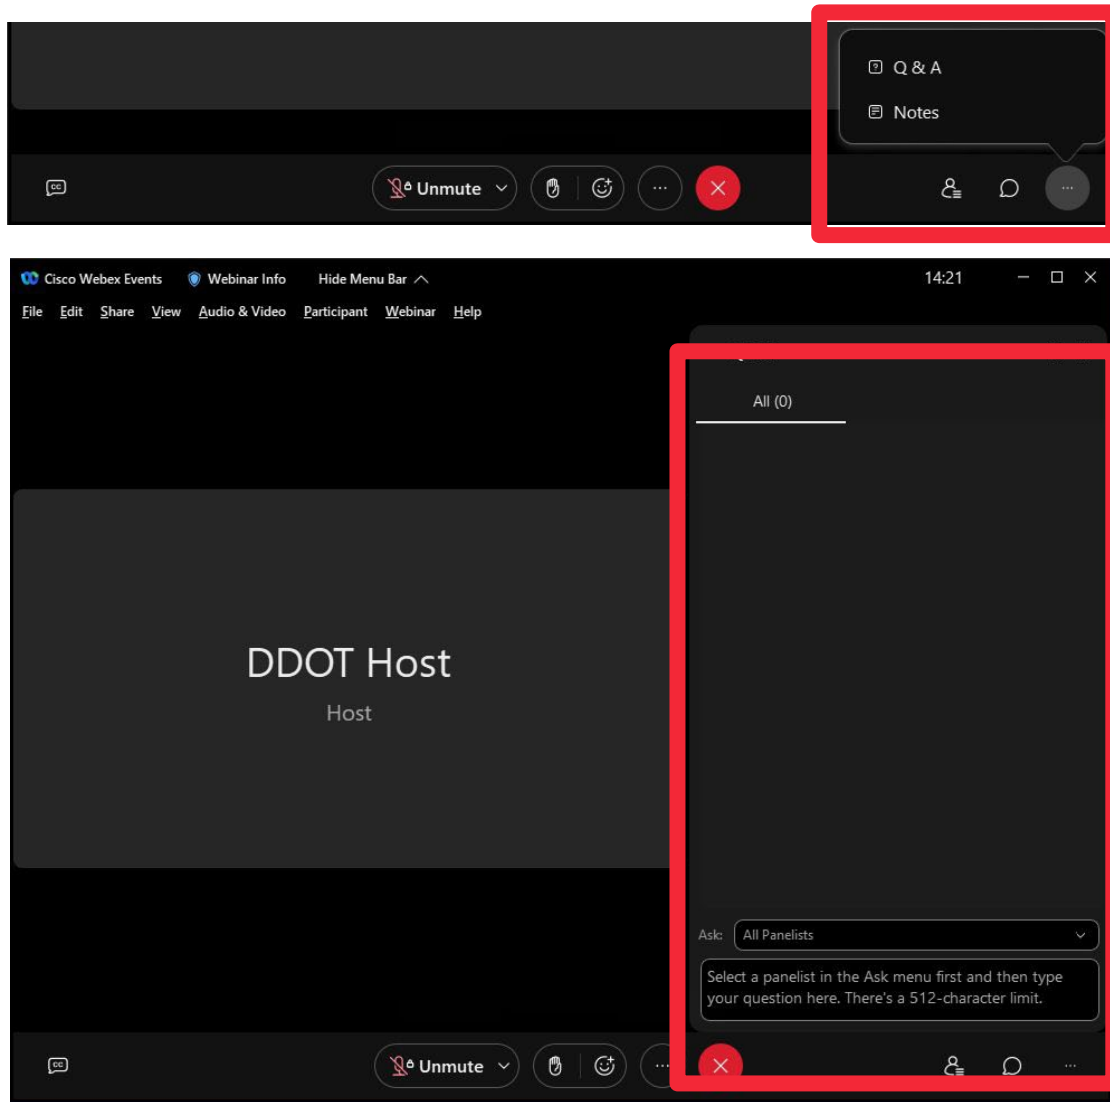 Q & A
Notes
Unmute
Cisco Webex Events Webinar Info Hide Menu Bar 14:21
File Edit Share View Audio & Video Participant Webinar Help
All (0)
DDOT Host
Host
Ask: All Panelists
Select a panelist in the Ask menu first and then type
your question here. There's a 512-character limit.
Unmute